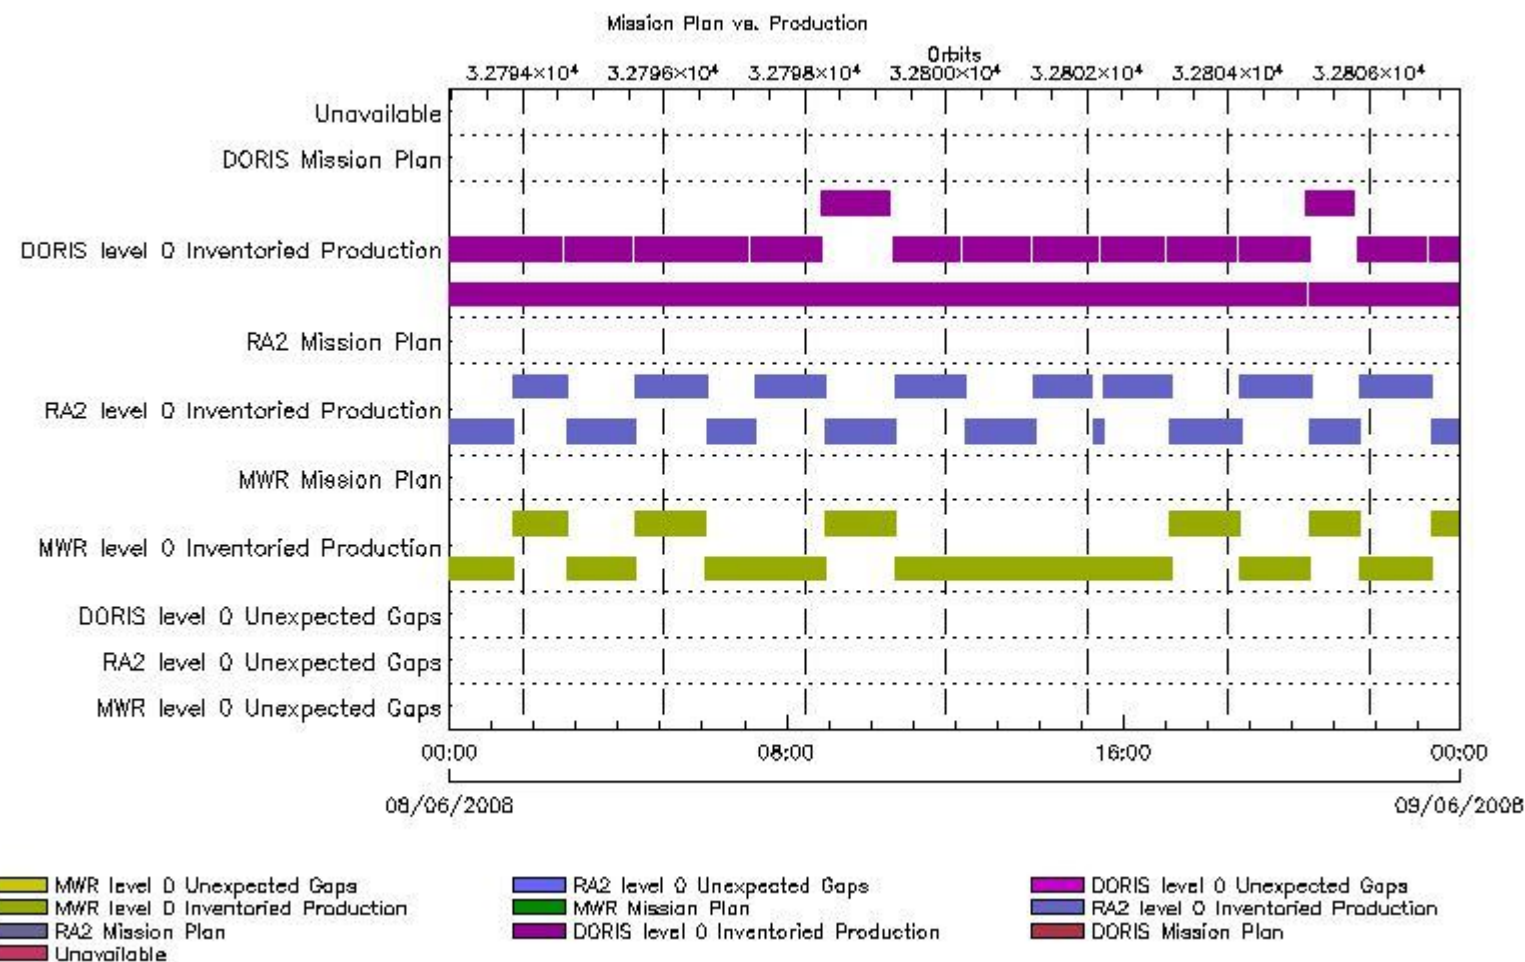 Mission Plan vs. Production
Orbits
3.2794×10⁴ 3.2796×10⁴ 3.2798×10⁴ 3.2800×10⁴ 3.2802×10⁴ 3.2804×10⁴ 3.2806×10⁴
Unavailable
DORIS Mission Plan
DORIS level 0 Inventoried Production
RA2 Mission Plan
RA2 level 0 Inventoried Production
MWR Mission Plan
MWR level 0 Inventoried Production
DORIS level 0 Unexpected Gaps
RA2 level 0 Unexpected Gaps
MWR level 0 Unexpected Gaps
00:00 08:00 16:00 00:00
08/06/2008 09/06/2008
MWR level 0 Unexpected Gaps RA2 level 0 Unexpected Gaps DORIS level 0 Unexpected Gaps
MWR level 0 Inventoried Production MWR Mission Plan RA2 level 0 Inventoried Production
RA2 Mission Plan DORIS level 0 Inventoried Production DORIS Mission Plan
Unavailable